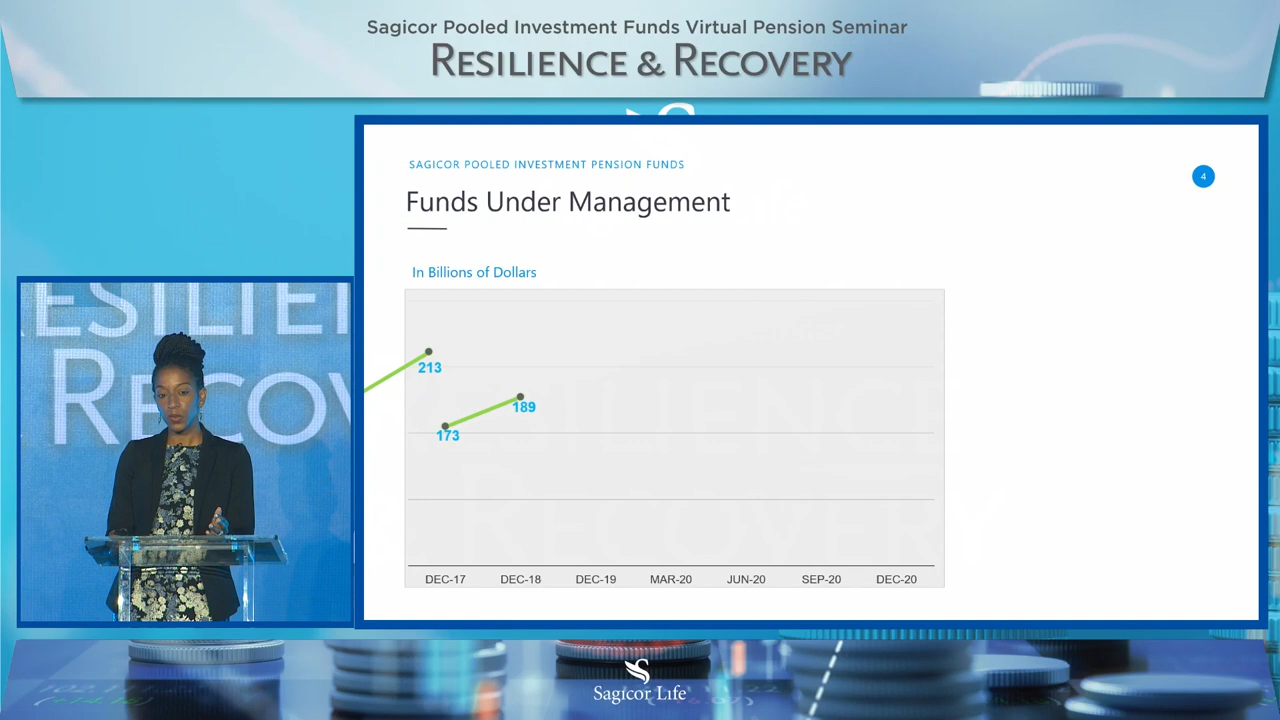 Sagicor Pooled Investment Funds Virtual Pension Seminar
RESILIENCE & RECOVERY
SAGICOR POOLED INVESTMENT PENSION FUNDS
4
Funds Under Management
In Billions of Dollars
213
189
173
DEC-17 DEC-18 DEC-19 MAR-20 JUN-20 SEP-20 DEC-20
ESILIE
RECOV
Sagicor Life